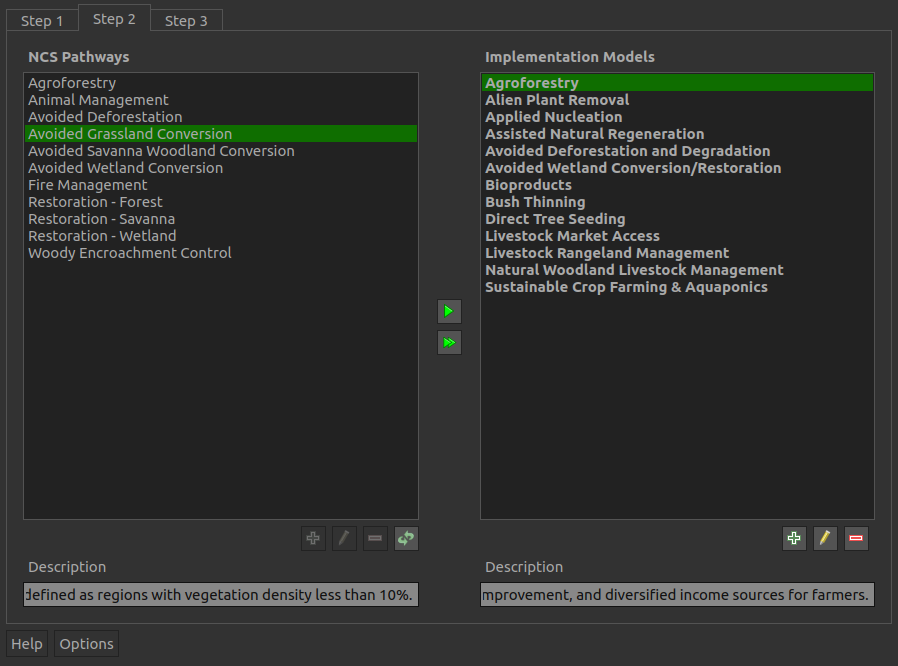 Step 1
Step 2
Step 3
NCS Pathways
Agroforestry
Animal Management
Avoided Deforestation
Avoided Grassland Conversion
Avoided Savanna Woodland Conversion
Avoided Wetland Conversion
Fire Management
Restoration - Forest
Restoration - Savanna
Restoration - Wetland
Woody Encroachment Control
Description
defined as regions with vegetation density less than 10%.
Implementation Models
Agroforestry
Alien Plant Removal
Applied Nucleation
Assisted Natural Regeneration
Avoided Deforestation and Degradation
Avoided Wetland Conversion/Restoration
Bioproducts
Bush Thinning
Direct Tree Seeding
Livestock Market Access
Livestock Rangeland Management
Natural Woodland Livestock Management
Sustainable Crop Farming & Aquaponics
Description
mprovement, and diversified income sources for farmers.
Help
Options